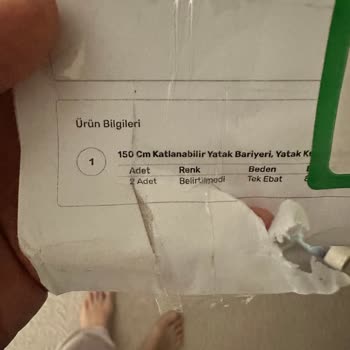 Ürün Bilgileri
1
150 Cm Katlanabilir Yatak Bariyeri, Yatak
Adet Renk Beden
2 Adet Belirtilmedi Tek Ebat